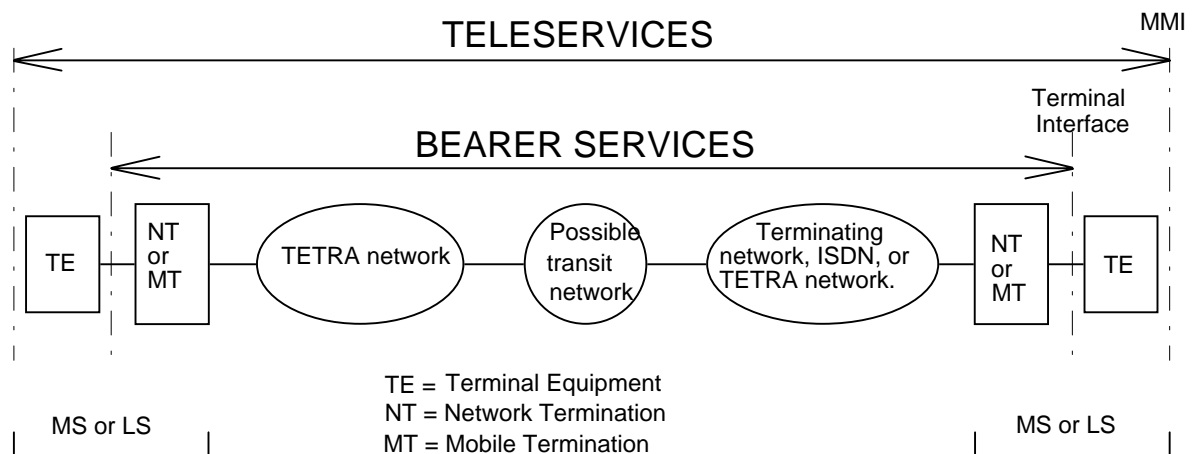 TELESERVICES
MMI
Terminal
Interface
BEARER SERVICES
TE
NT
or
MT
TETRA network
Possible
transit
network
Terminating
network, ISDN, or
TETRA network.
NT
or
MT
TE
TE = Terminal Equipment
NT = Network Termination
MT = Mobile Termination
MS or LS
MS or LS